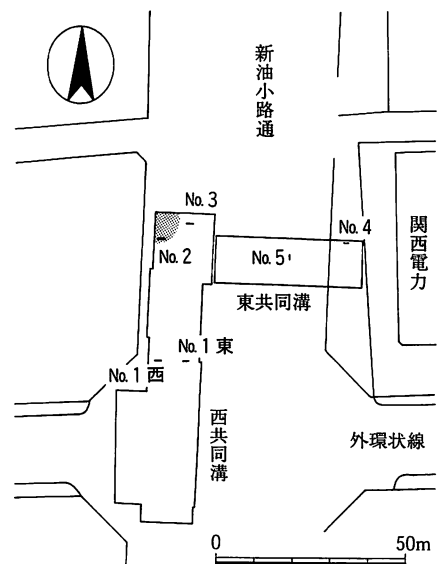 新油小路通
No. 3
No. 4
No. 2
No. 5
関西電力
東共同溝
No. 1 東
No. 1 西
西共同溝
外環状線
0
50m